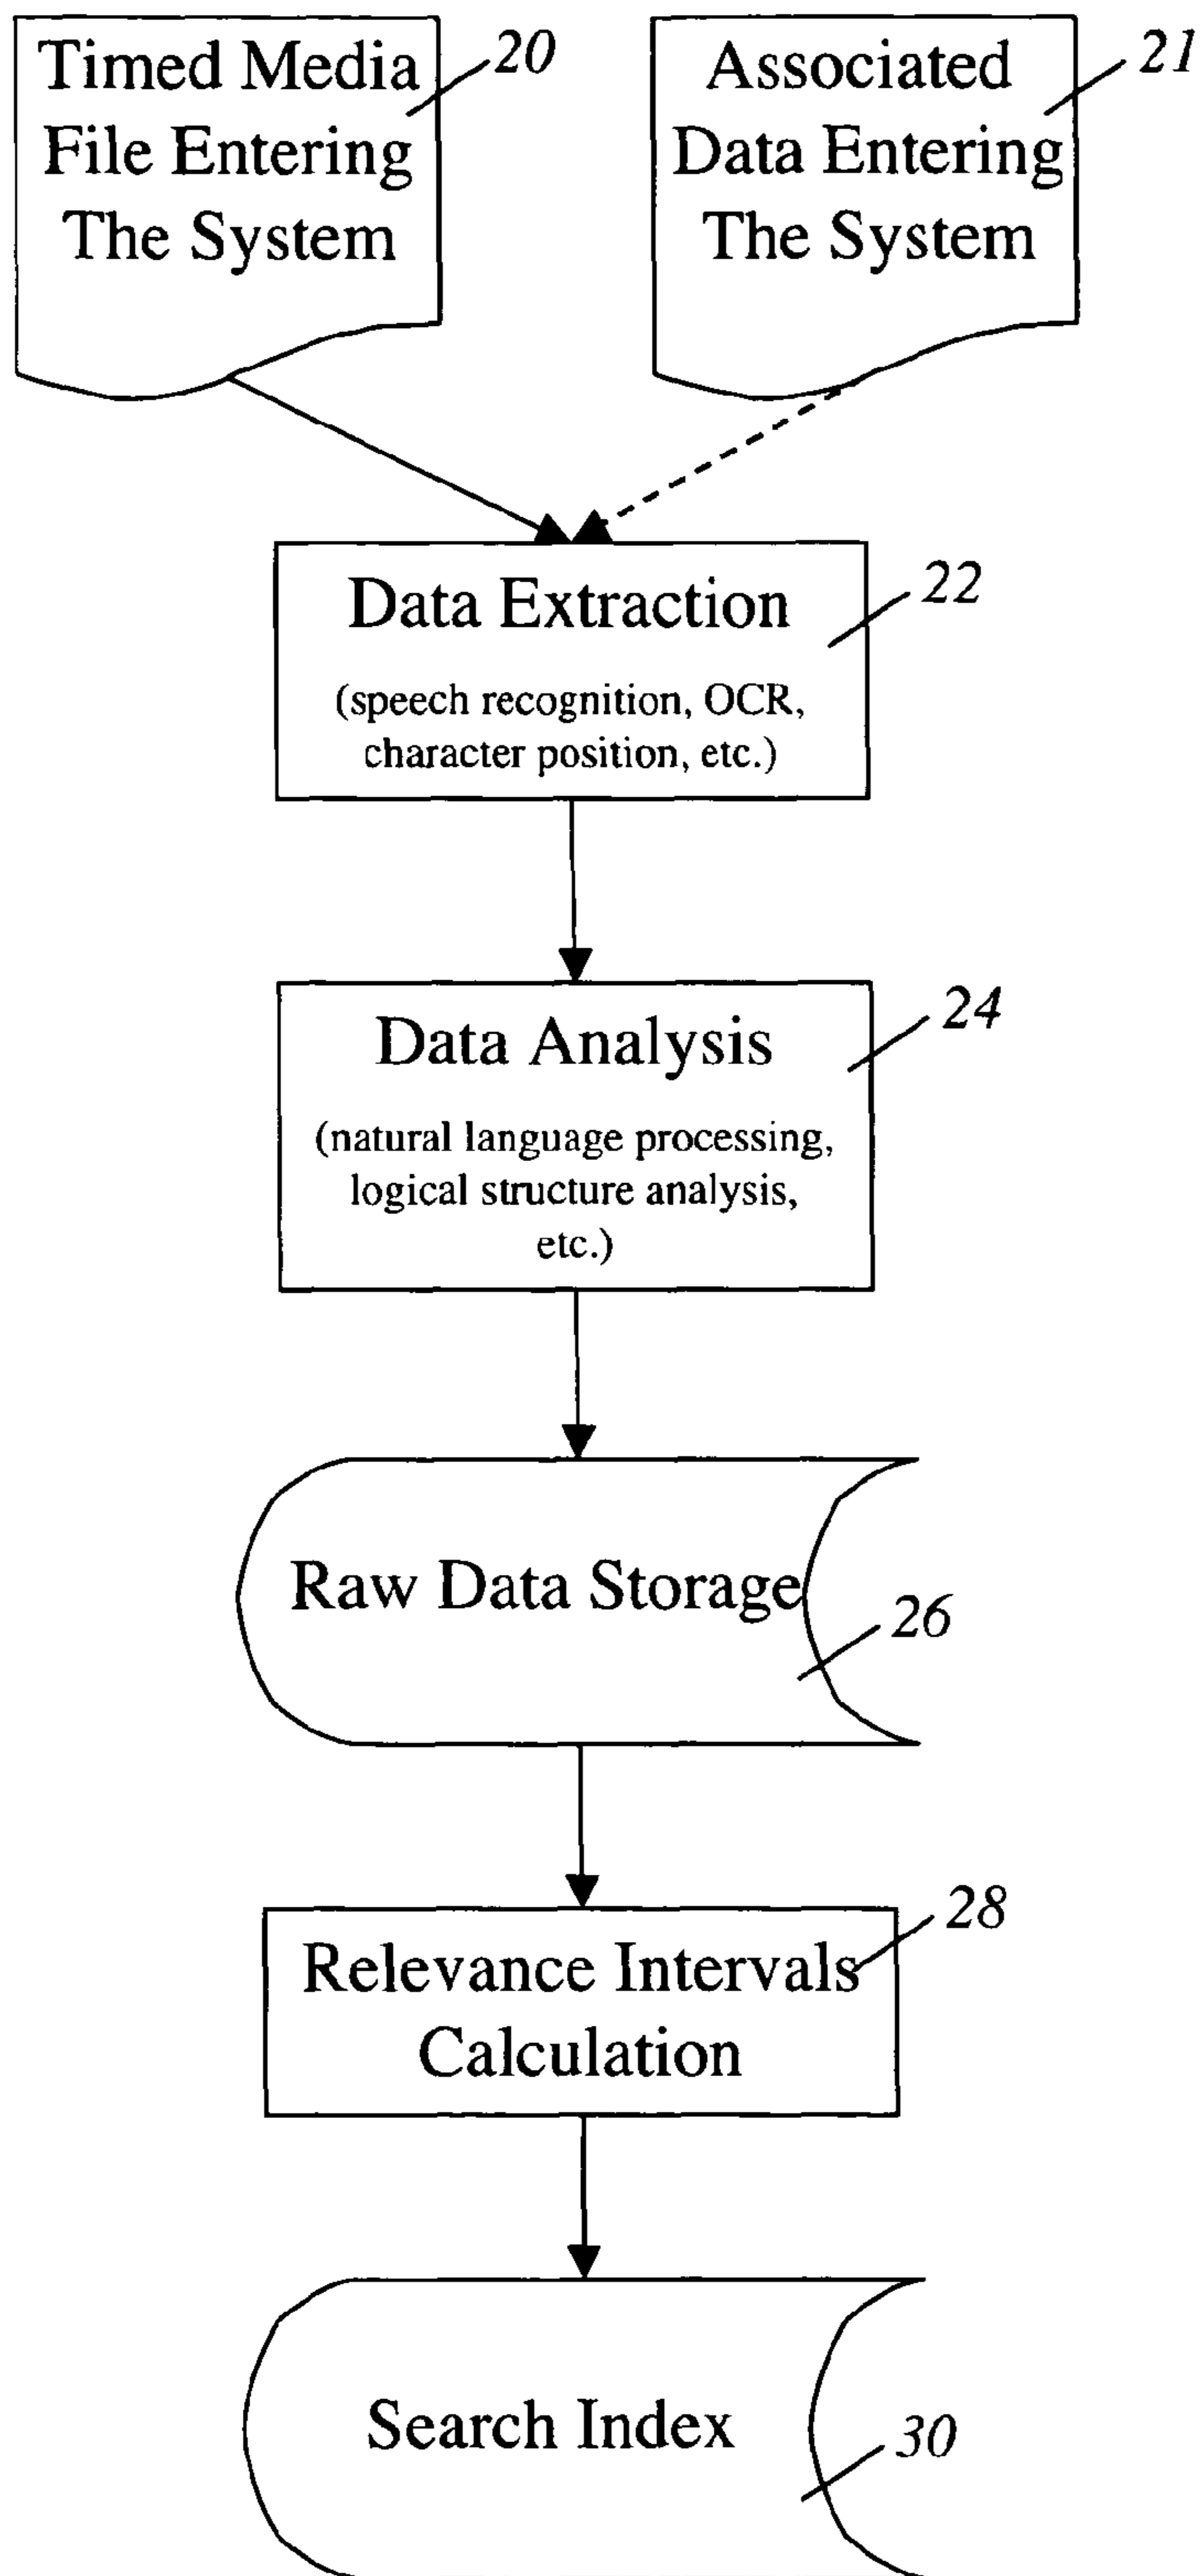 Timed Media
File Entering
The System
20
Associated
Data Entering
The System
21
Data Extraction
(speech recognition, OCR,
character position, etc.)
22
Data Analysis
(natural language processing,
logical structure analysis,
etc.)
24
Raw Data Storage
26
Relevance Intervals
Calculation
28
Search Index
30